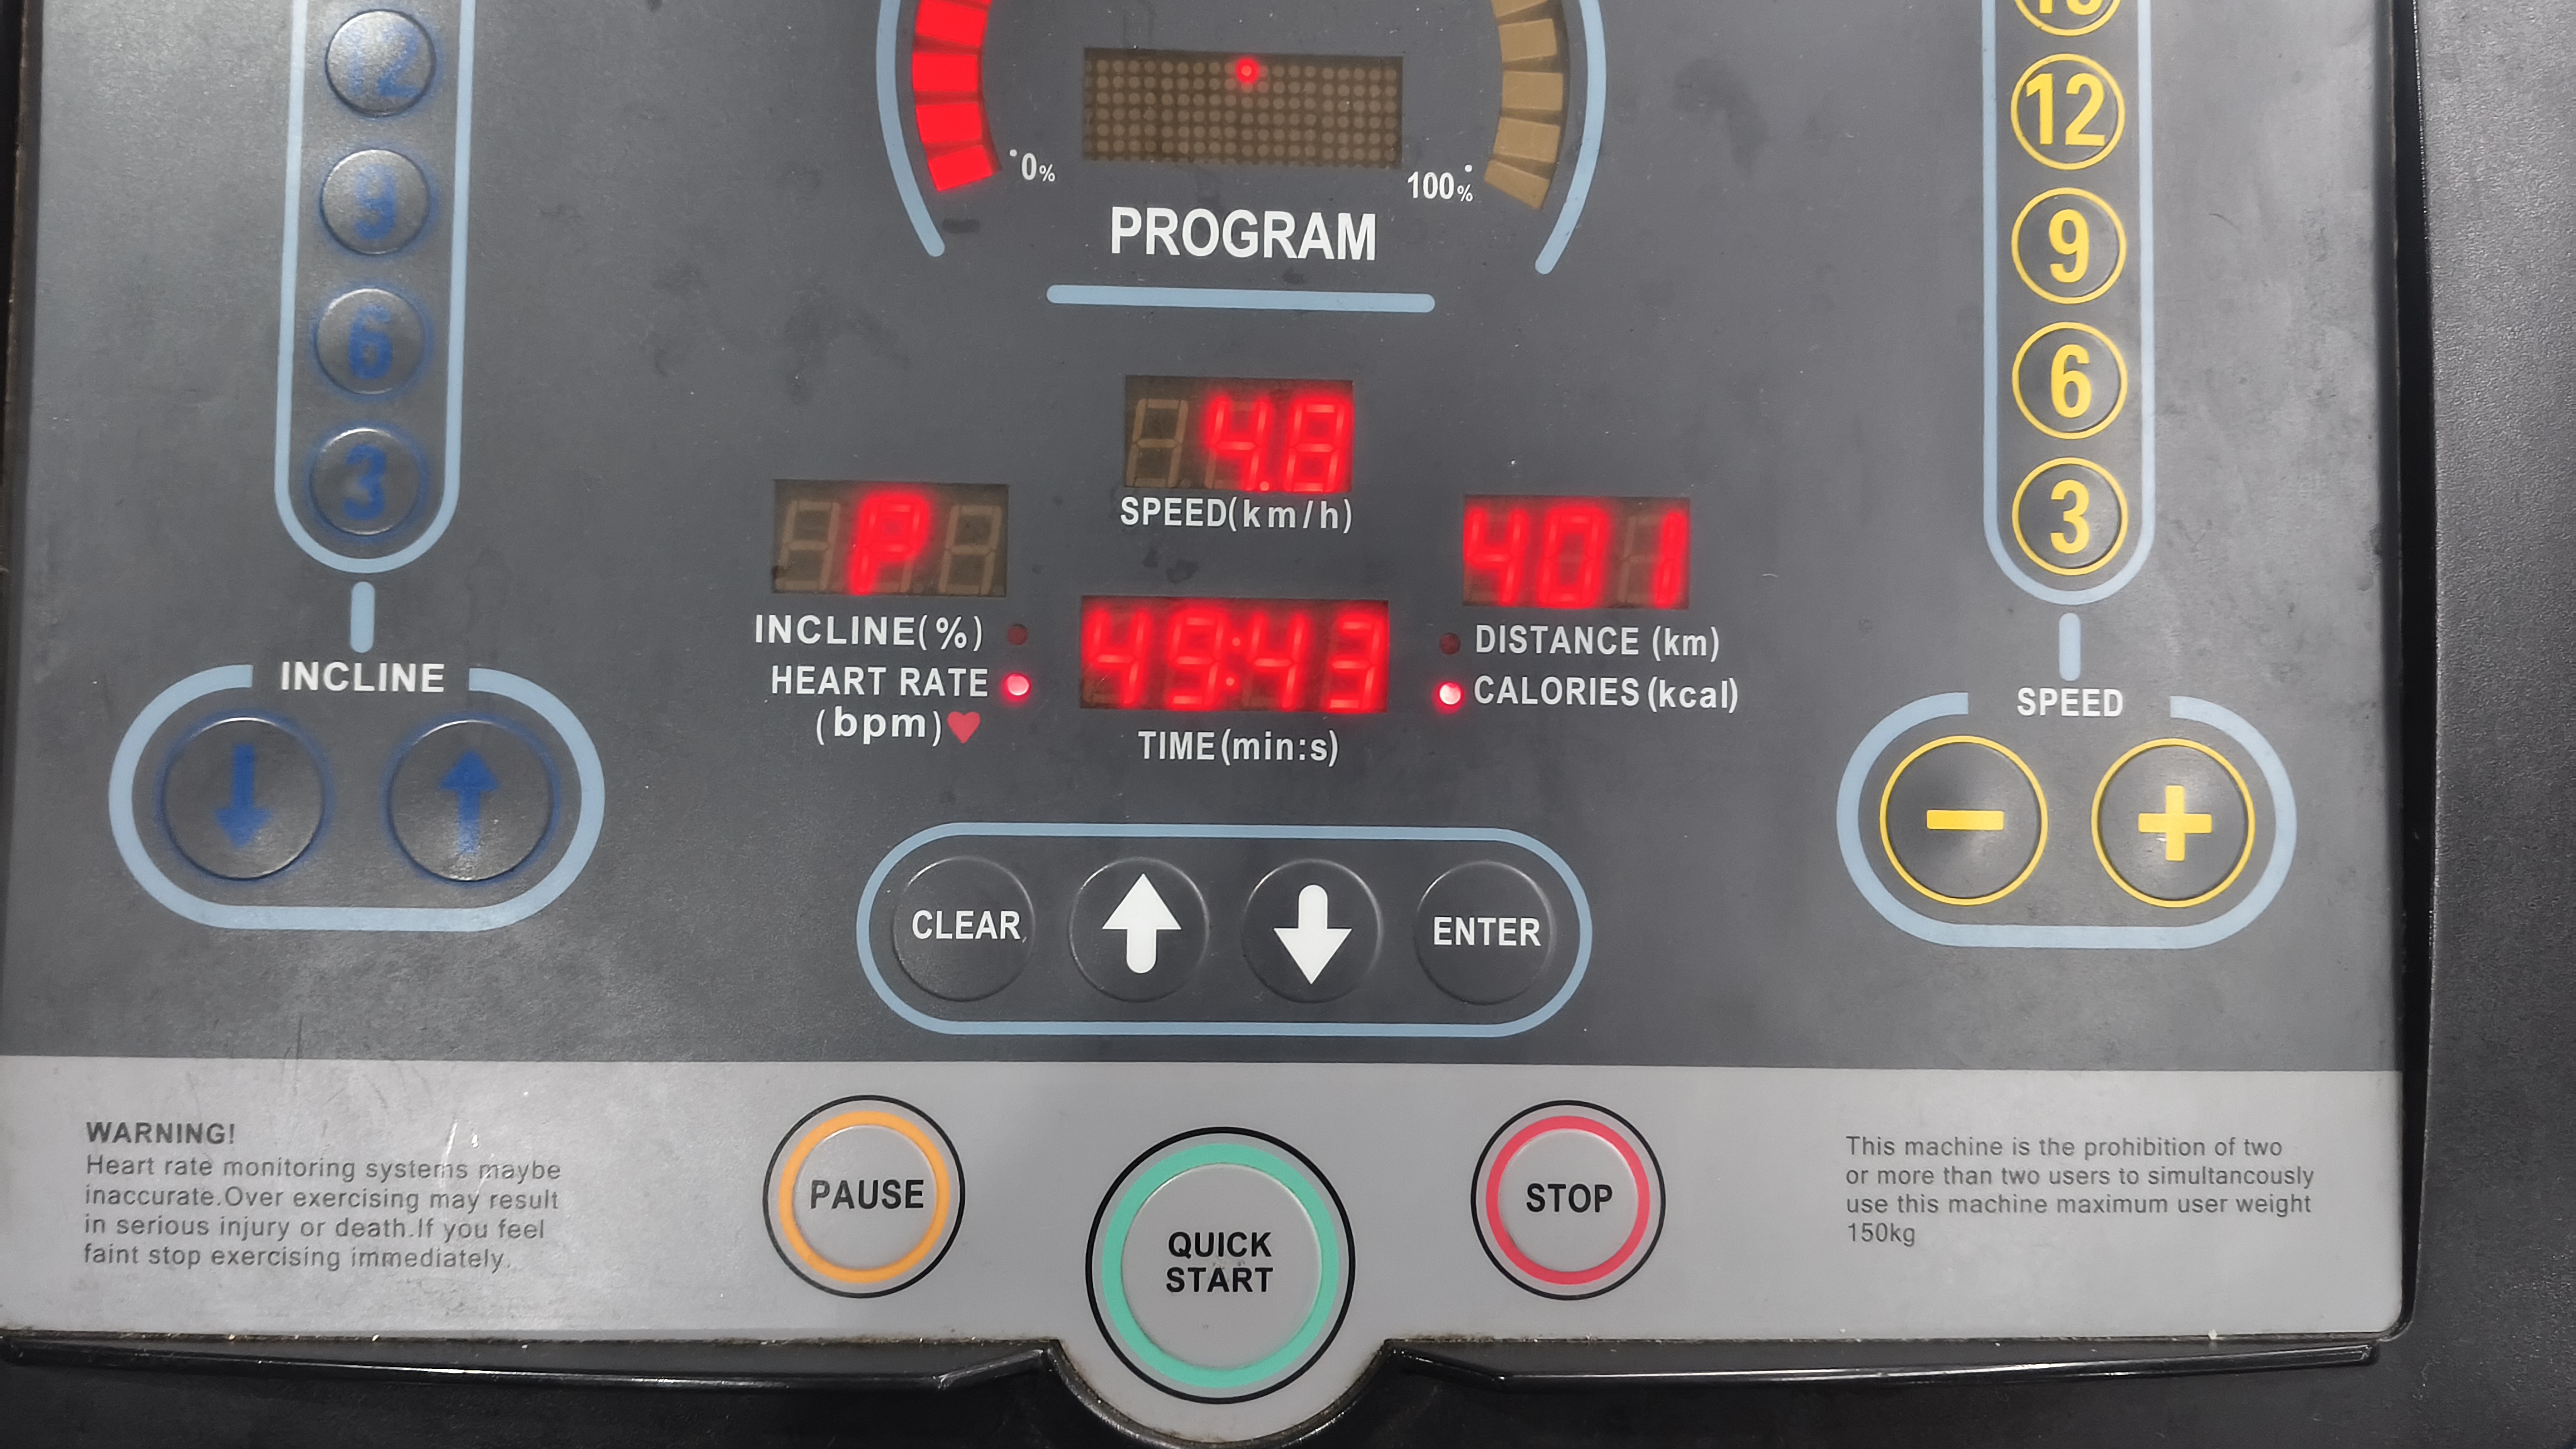 12
9
6
3
INCLINE
0%
100%
PROGRAM
4.8
SPEED(km/h)
P
INCLINE(%)
HEART RATE
(bpm)
49:43
TIME(min:s)
401
DISTANCE (km)
CALORIES (kcal)
12
9
6
3
SPEED
CLEAR
ENTER
WARNING!
Heart rate monitoring systems maybe
inaccurate.Over exercising may result
in serious injury or death.If you feel
faint stop exercising immediately.
PAUSE
QUICK
START
STOP
This machine is the prohibition of two
or more than two users to simultancously
use this machine maximum user weight
150kg